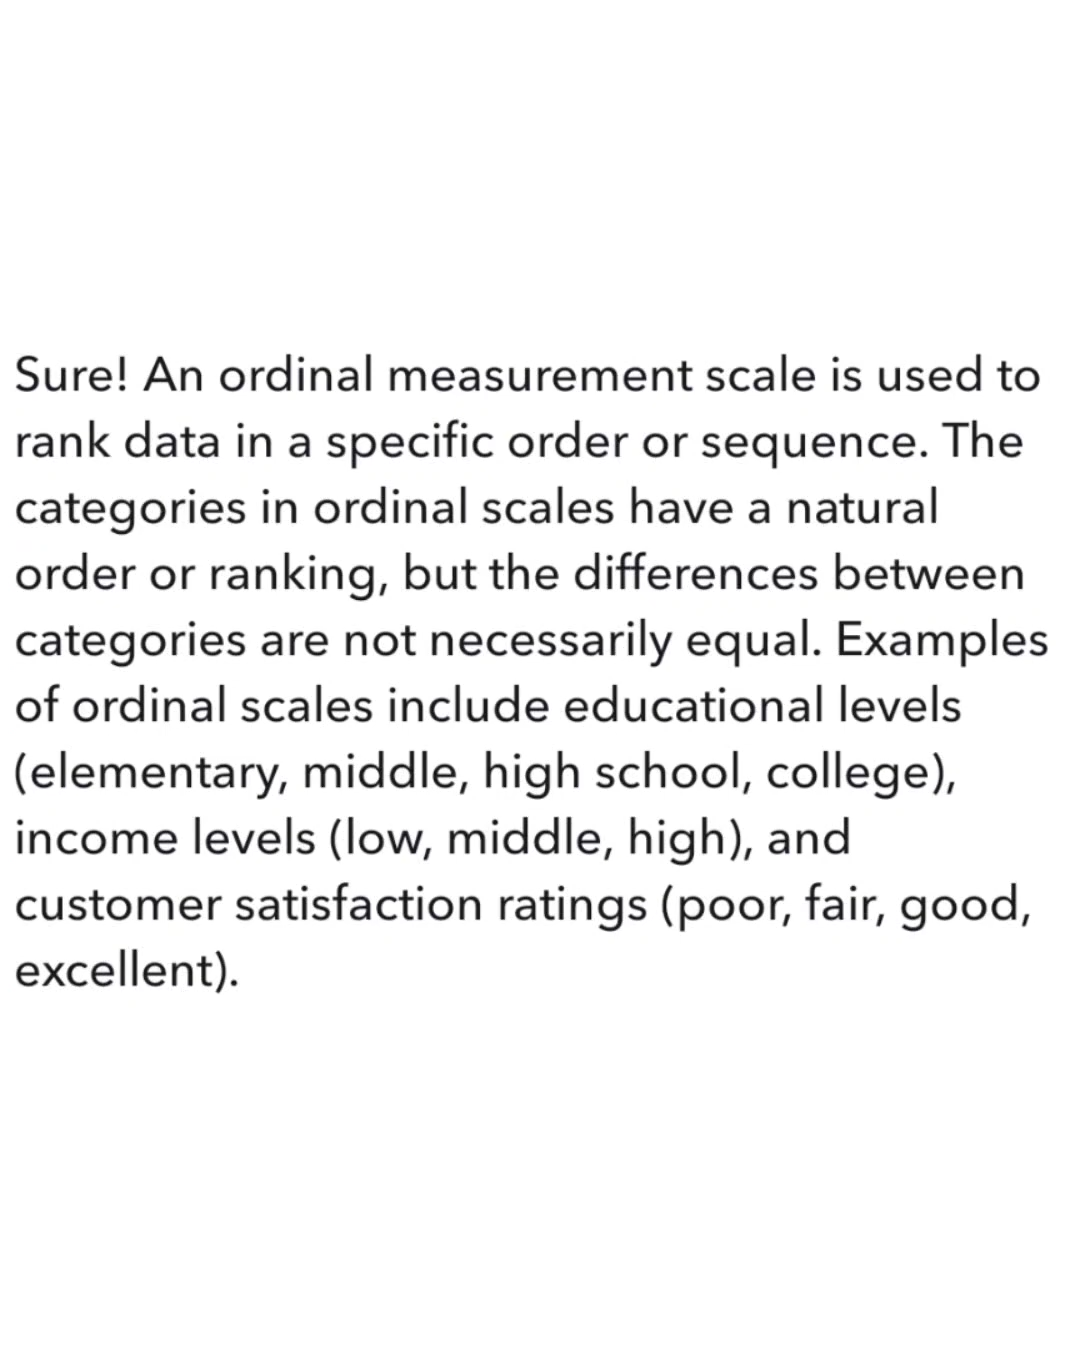 Sure! An ordinal measurement scale is used to
rank data in a specific order or sequence. The
categories in ordinal scales have a natural
order or ranking, but the differences between
categories are not necessarily equal. Examples
of ordinal scales include educational levels
(elementary, middle, high school, college),
income levels (low, middle, high), and
customer satisfaction ratings (poor, fair, good,
excellent).